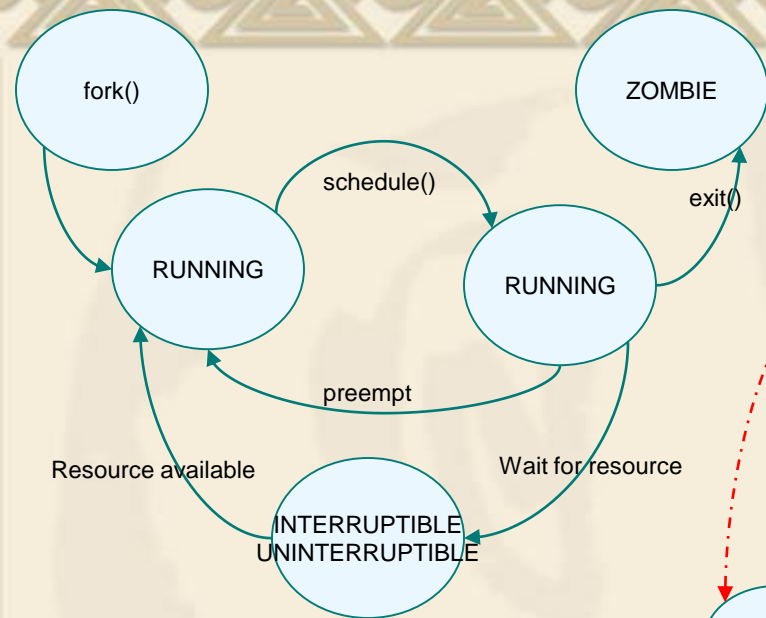 fork()
ZOMBIE
schedule()
exit()
RUNNING
RUNNING
preempt
Resource available
Wait for resource
INTERRUPTIBLE
UNINTERRUPTIBLE